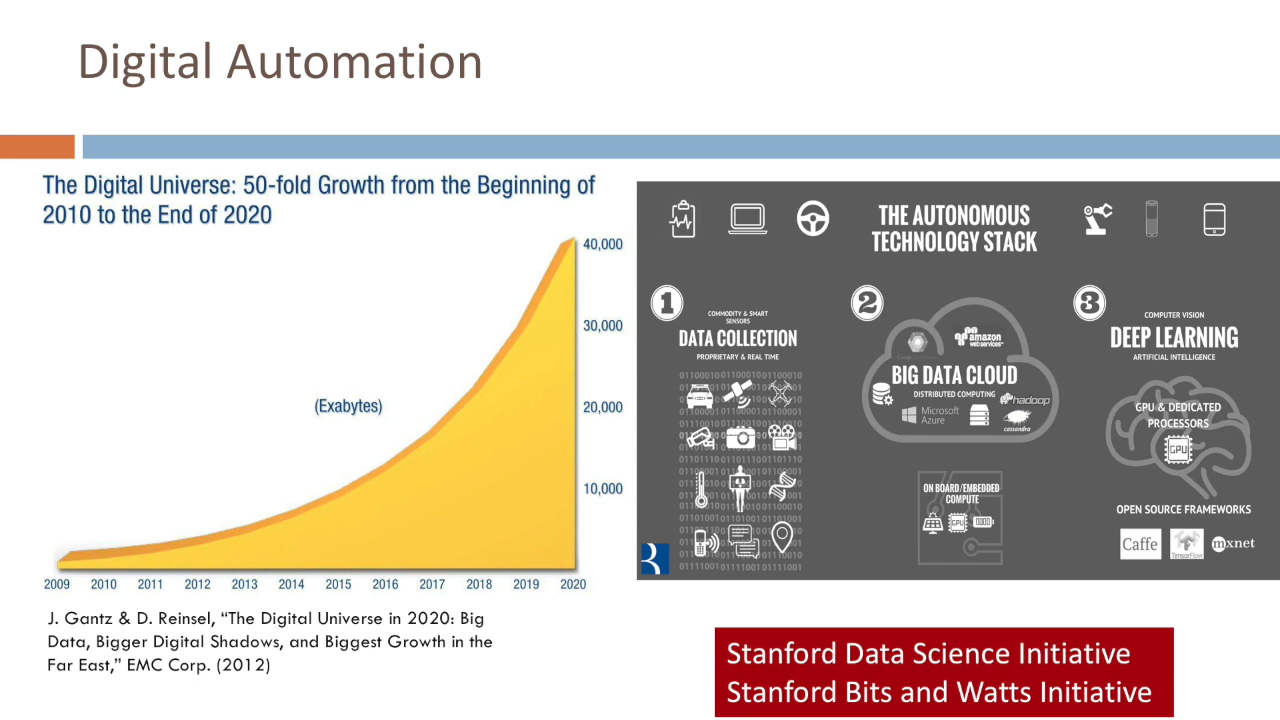 Digital Automation
The Digital Universe: 50-fold Growth from the Beginning of
2010 to the End of 2020
40,000
30,000
20,000
10,000
(Exabytes)
2009 2010 2011 2012 2013 2014 2015 2016 2017 2018 2019 2020
J. Gantz & D. Reinsel, “The Digital Universe in 2020: Big
Data, Bigger Digital Shadows, and Biggest Growth in the
Far East,” EMC Corp. (2012)
THE AUTONOMOUS
TECHNOLOGY STACK
1
COMMODITY & SMART
SENSORS
DATA COLLECTION
PROPRIETARY & REAL TIME
2
amazon
web services™
BIG DATA CLOUD
DISTRIBUTED COMPUTING
hadoop
Microsoft
Azure
cassandra
ON BOARD/EMBEDDED
COMPUTE
GPU
3
COMPUTER VISION
DEEP LEARNING
ARTIFICIAL INTELLIGENCE
GPU & DEDICATED
PROCESSORS
GPU
OPEN SOURCE FRAMEWORKS
Caffe
TensorFlow
mxnet
Stanford Data Science Initiative
Stanford Bits and Watts Initiative